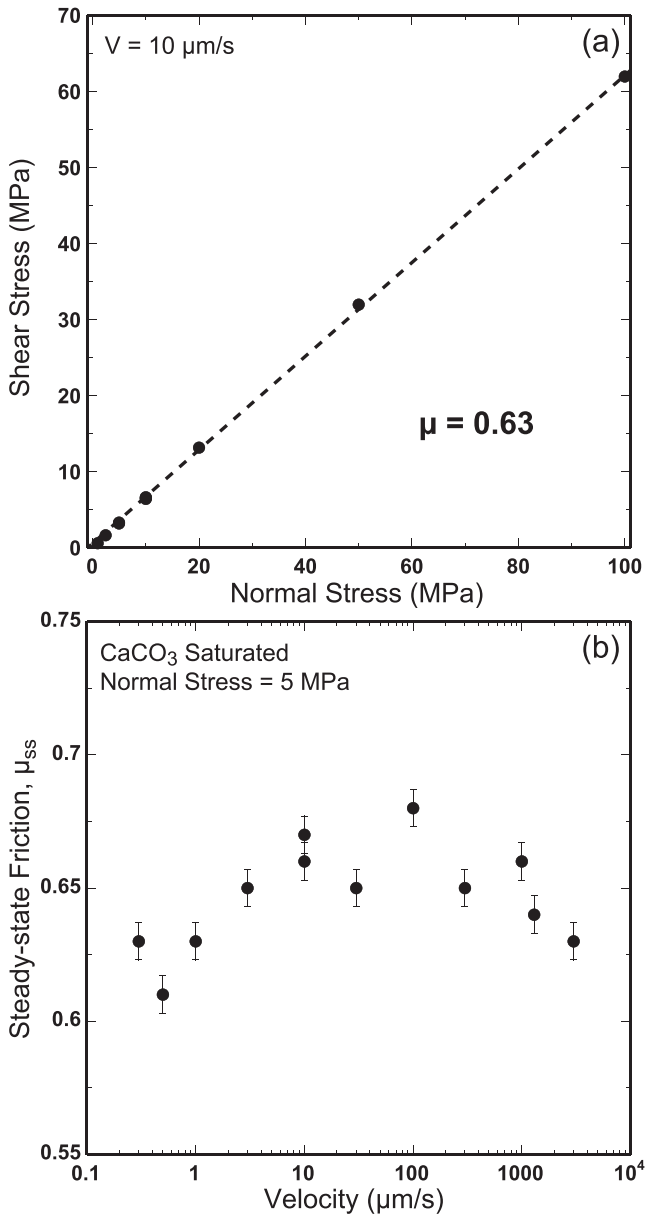 70
V = 10 µm/s
(a)
60
50
40
30
20
10
0
Shear Stress (MPa)
µ = 0.63
0 20 40 60 80 100
Normal Stress (MPa)
0.75
CaCO₃ Saturated
(b)
Normal Stress = 5 MPa
0.7
0.65
0.6
0.55
Steady-state Friction, µss
0.1 1 10 100 1000 10⁴
Velocity (µm/s)